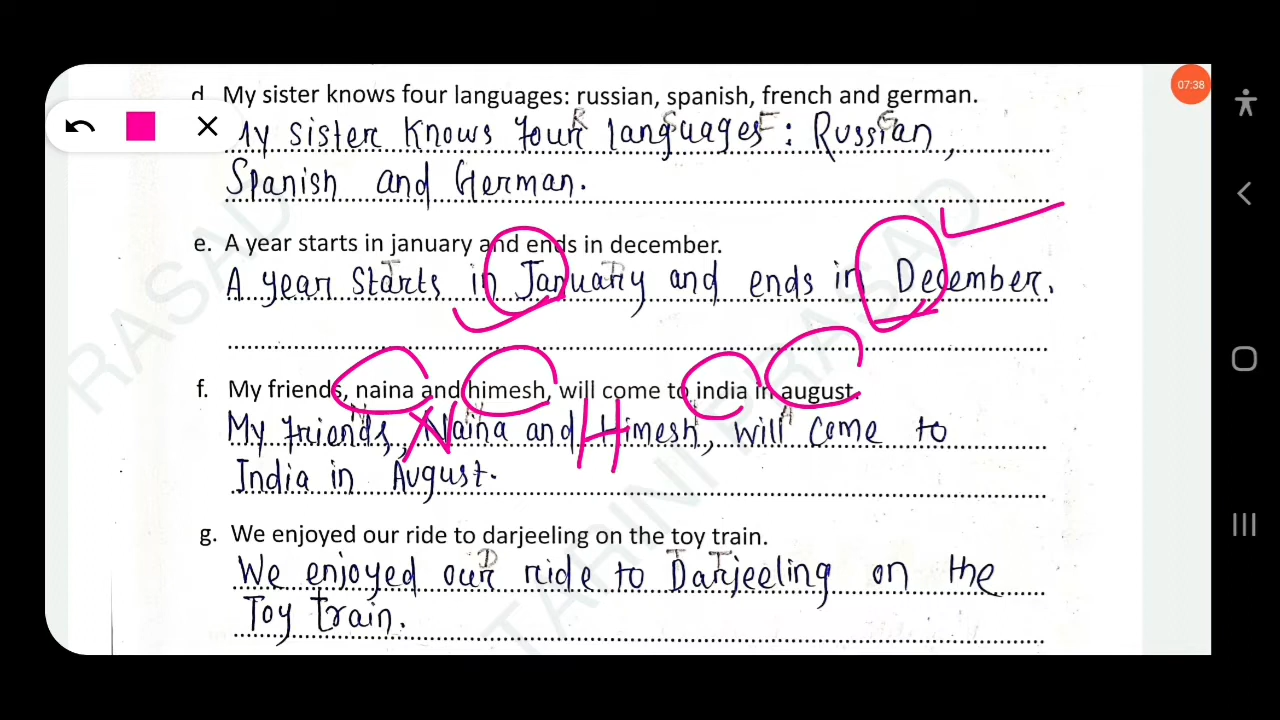 07:38
d. My sister knows four languages: russian, spanish, french and german.
My sister knows four languages : Russian,
Spanish and German.
e. A year starts in january and ends in december.
A year Starts in January and ends in December.
f. My friends, naina and himesh, will come to india in august.
My friends, Naina and Himesh, will come to
India in August.
g. We enjoyed our ride to darjeeling on the toy train.
We enjoyed our ride to Darjeeling on the
Toy train.
RASAD
TARINI PRASAD